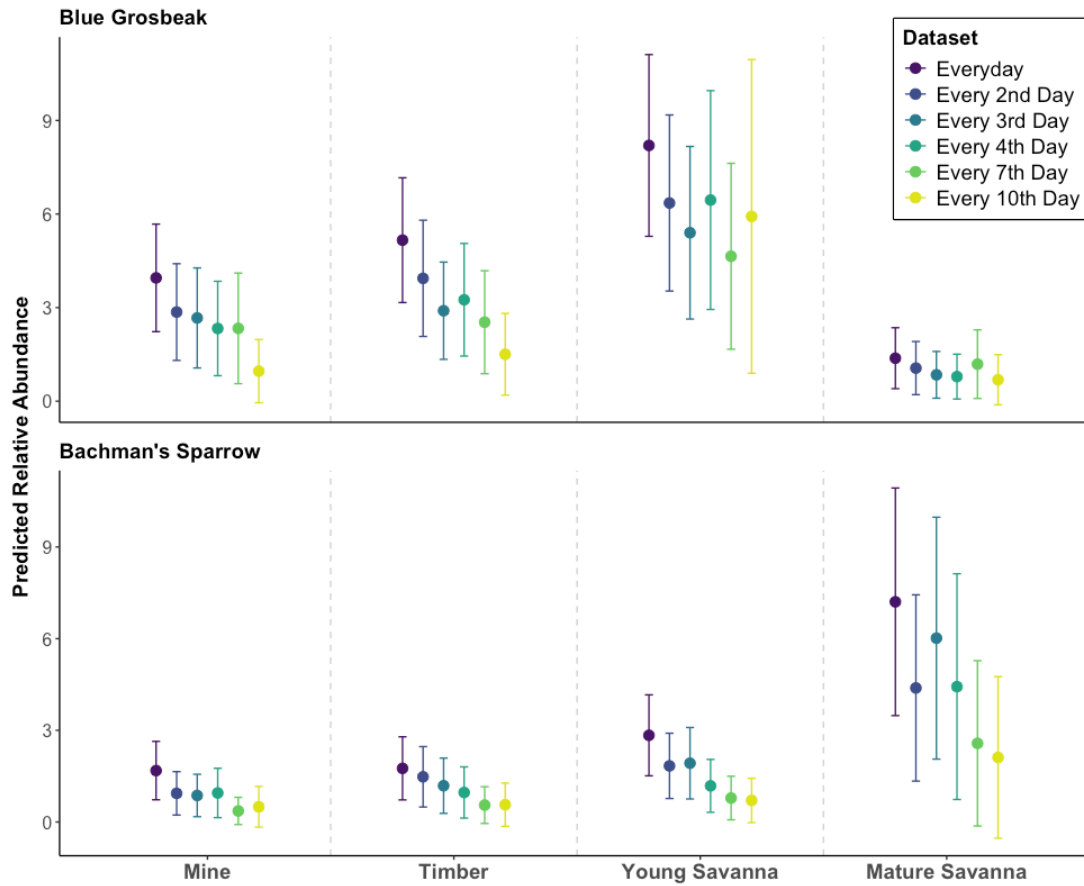 Blue Grosbeak
Dataset
Everyday
Every 2nd Day
Every 3rd Day
Every 4th Day
Every 7th Day
Every 10th Day
9
6
3
0
Predicted Relative Abundance
Bachman's Sparrow
9
6
3
0
Mine Timber Young Savanna Mature Savanna